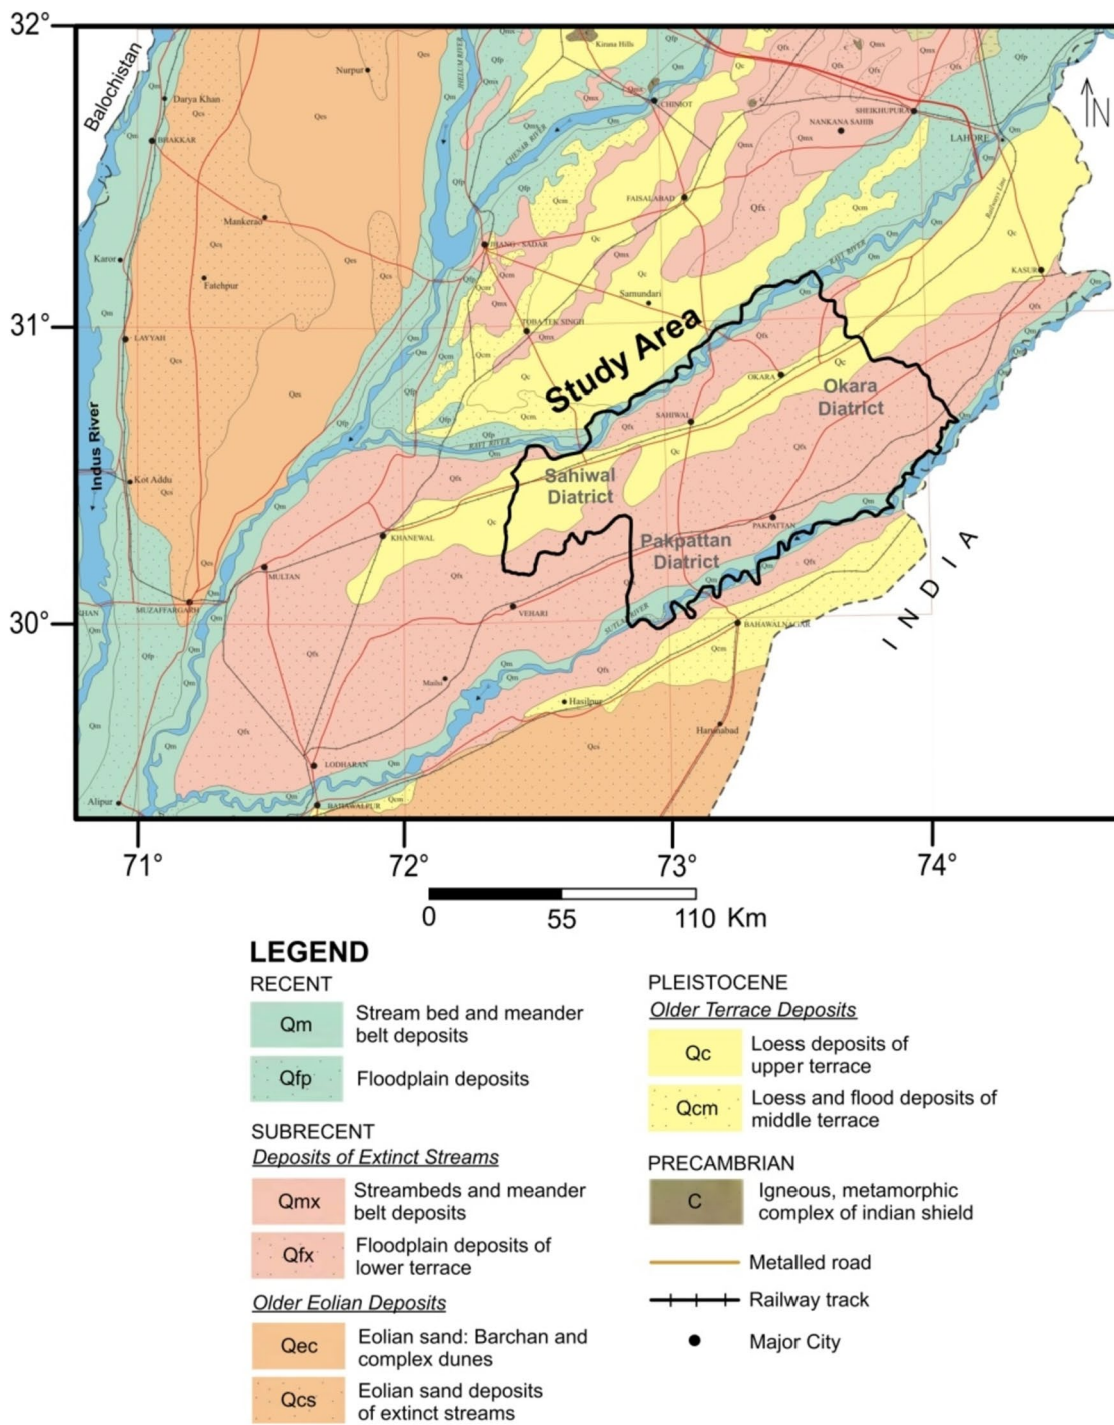 32°
31°
30°
71°
72°
73°
74°
0 55 110 Km
N
Balochistan
Indus River
INDIA
Study Area
Okara
Diatrict
Sahiwal
Diatrict
Pakpattan
District
Nurpur
Darya Khan
BHAKKAR
Mankerao
Karor
Fatehpur
LAYYAH
Kot Addu
MUZAFFARGARH
MULTAN
KHANEWAL
VEHARI
LODHARAN
Alipur
BAHAWALPUR
Hasilpur
BAHAWALNAGAR
Kirana Hills
CHINIOT
SHEIKHUPURA
NANKANA SAHIB
LAHORE
FAISALABAD
JHANG - SADAR
Samundari
TOBA TEK SINGH
KASUR
OKARA
SAHIWAL
PAKPATTAN
JHELUM RIVER
RAVI RIVER
RAVI RIVER
SUTLAJ RIVER
Railways Line
LEGEND
RECENT
Qm Stream bed and meander
belt deposits
Qfp Floodplain deposits
SUBRECENT
Deposits of Extinct Streams
Qmx Streambeds and meander
belt deposits
Qfx Floodplain deposits of
lower terrace
Older Eolian Deposits
Qec Eolian sand: Barchan and
complex dunes
Qcs Eolian sand deposits
of extinct streams
PLEISTOCENE
Older Terrace Deposits
Qc Loess deposits of
upper terrace
Qcm Loess and flood deposits of
middle terrace
PRECAMBRIAN
C Igneous, metamorphic
complex of indian shield
Metalled road
Railway track
Major City